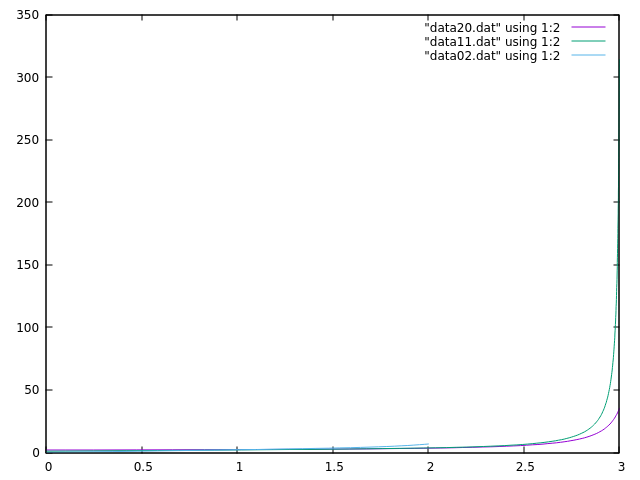 350
300
250
200
150
100
50
0
"data20.dat" using 1:2
"data11.dat" using 1:2
"data02.dat" using 1:2
0 0.5 1 1.5 2 2.5 3